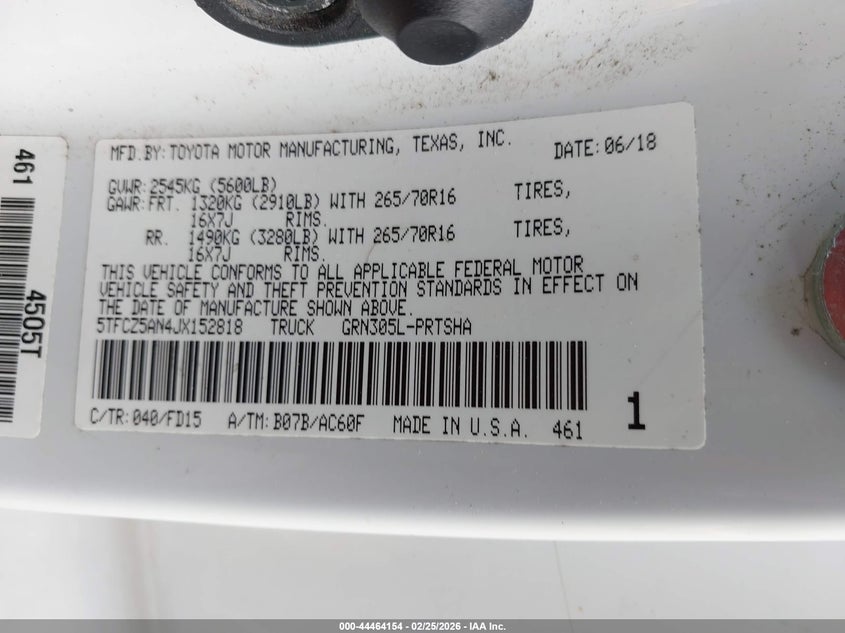 MFD.BY: TOYOTA MOTOR MANUFACTURING, TEXAS, INC. DATE: 06/18
GVWR: 2545KG (5600LB)
GAWR: FRT. 1320KG (2910LB) WITH 265/70R16 TIRES,
16X7J RIMS.
RR. 1490KG (3280LB) WITH 265/70R16 TIRES,
16X7J RIMS.
THIS VEHICLE CONFORMS TO ALL APPLICABLE FEDERAL MOTOR
VEHICLE SAFETY AND THEFT PREVENTION STANDARDS IN EFFECT ON
THE DATE OF MANUFACTURE SHOWN ABOVE.
5TFCZ5AN4JX152818 TRUCK GRN305L-PRTSHA
C/TR: 040/FD15 A/TM: B07B/AC60F MADE IN U.S.A. 461
1
461 4505T
000-44464154 - 02/25/2026 - IAA Inc.